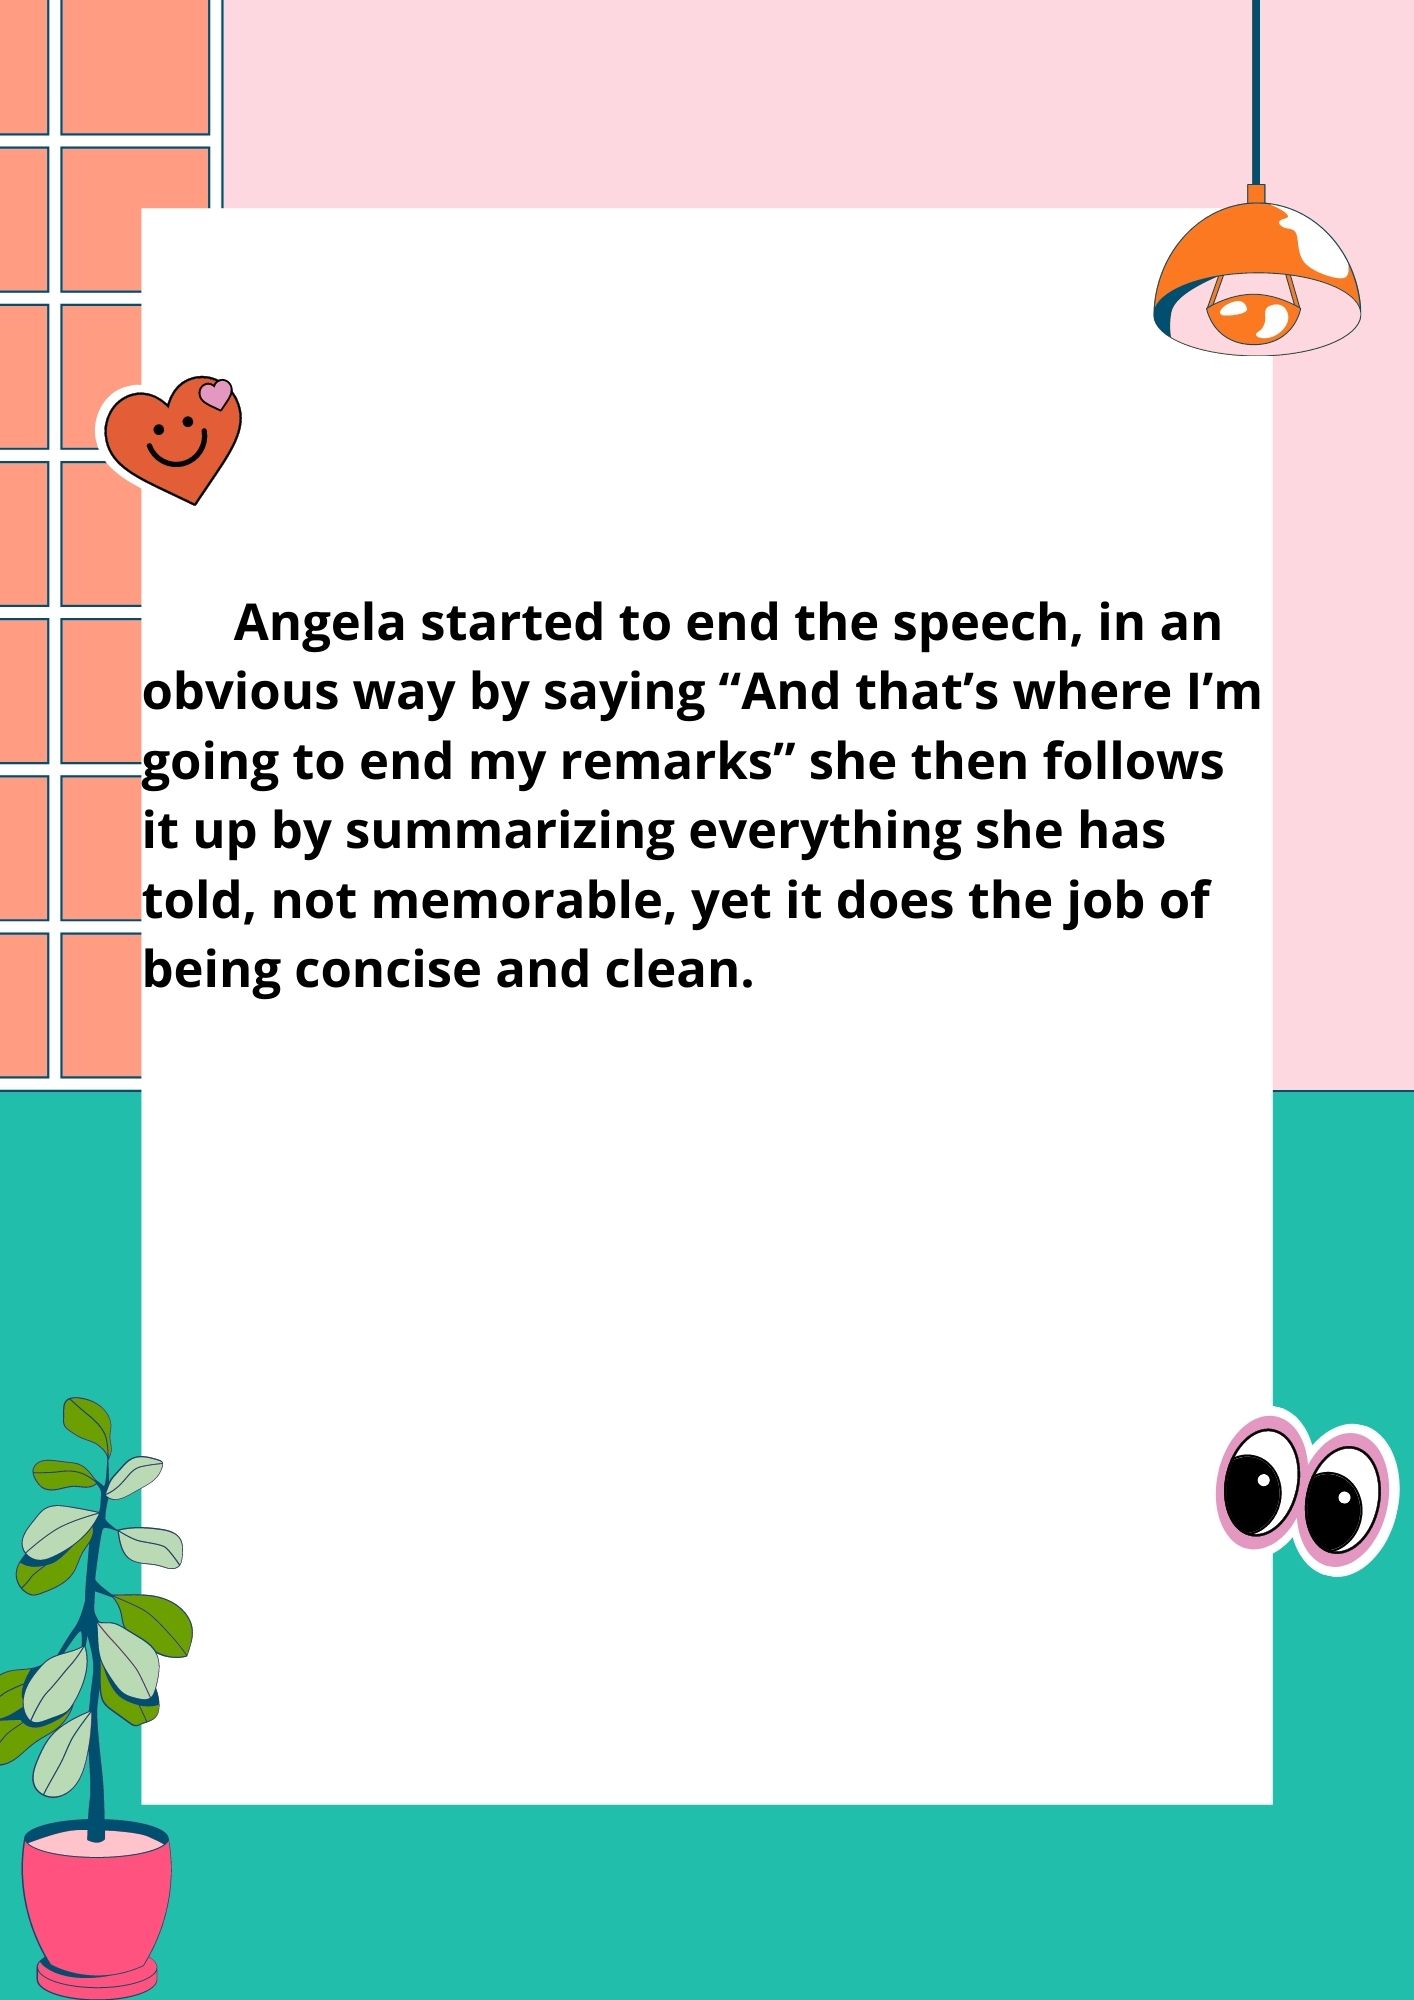 Angela started to end the speech, in an
obvious way by saying “And that’s where I’m
going to end my remarks” she then follows
it up by summarizing everything she has
told, not memorable, yet it does the job of
being concise and clean.